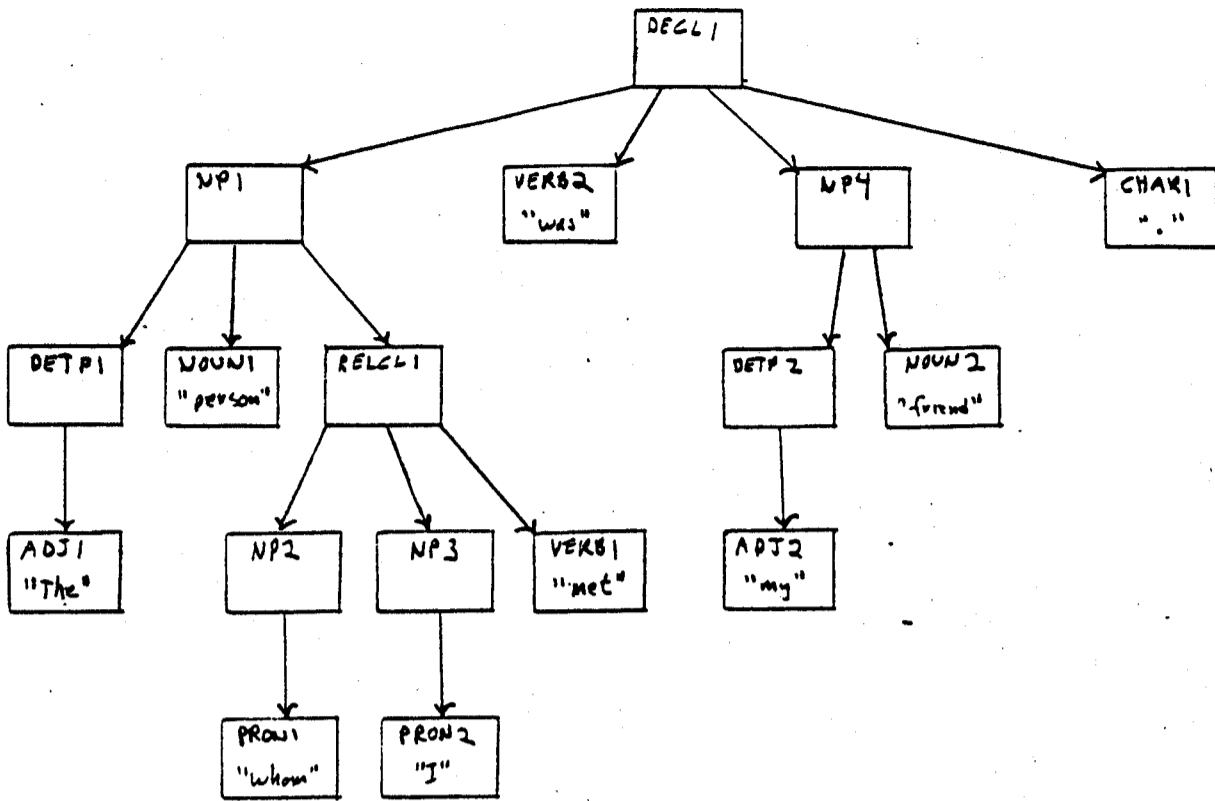 DECL1
NP1
VERB2
"was"
NP4
CHAR1
"."
DETP1
NOUN1
"person"
RELCL1
DETP2
NOUN2
"friend"
ADJ1
"The"
NP2
NP3
VERB1
"met"
ADJ2
"my"
PRON1
"whom"
PRON2
"I"